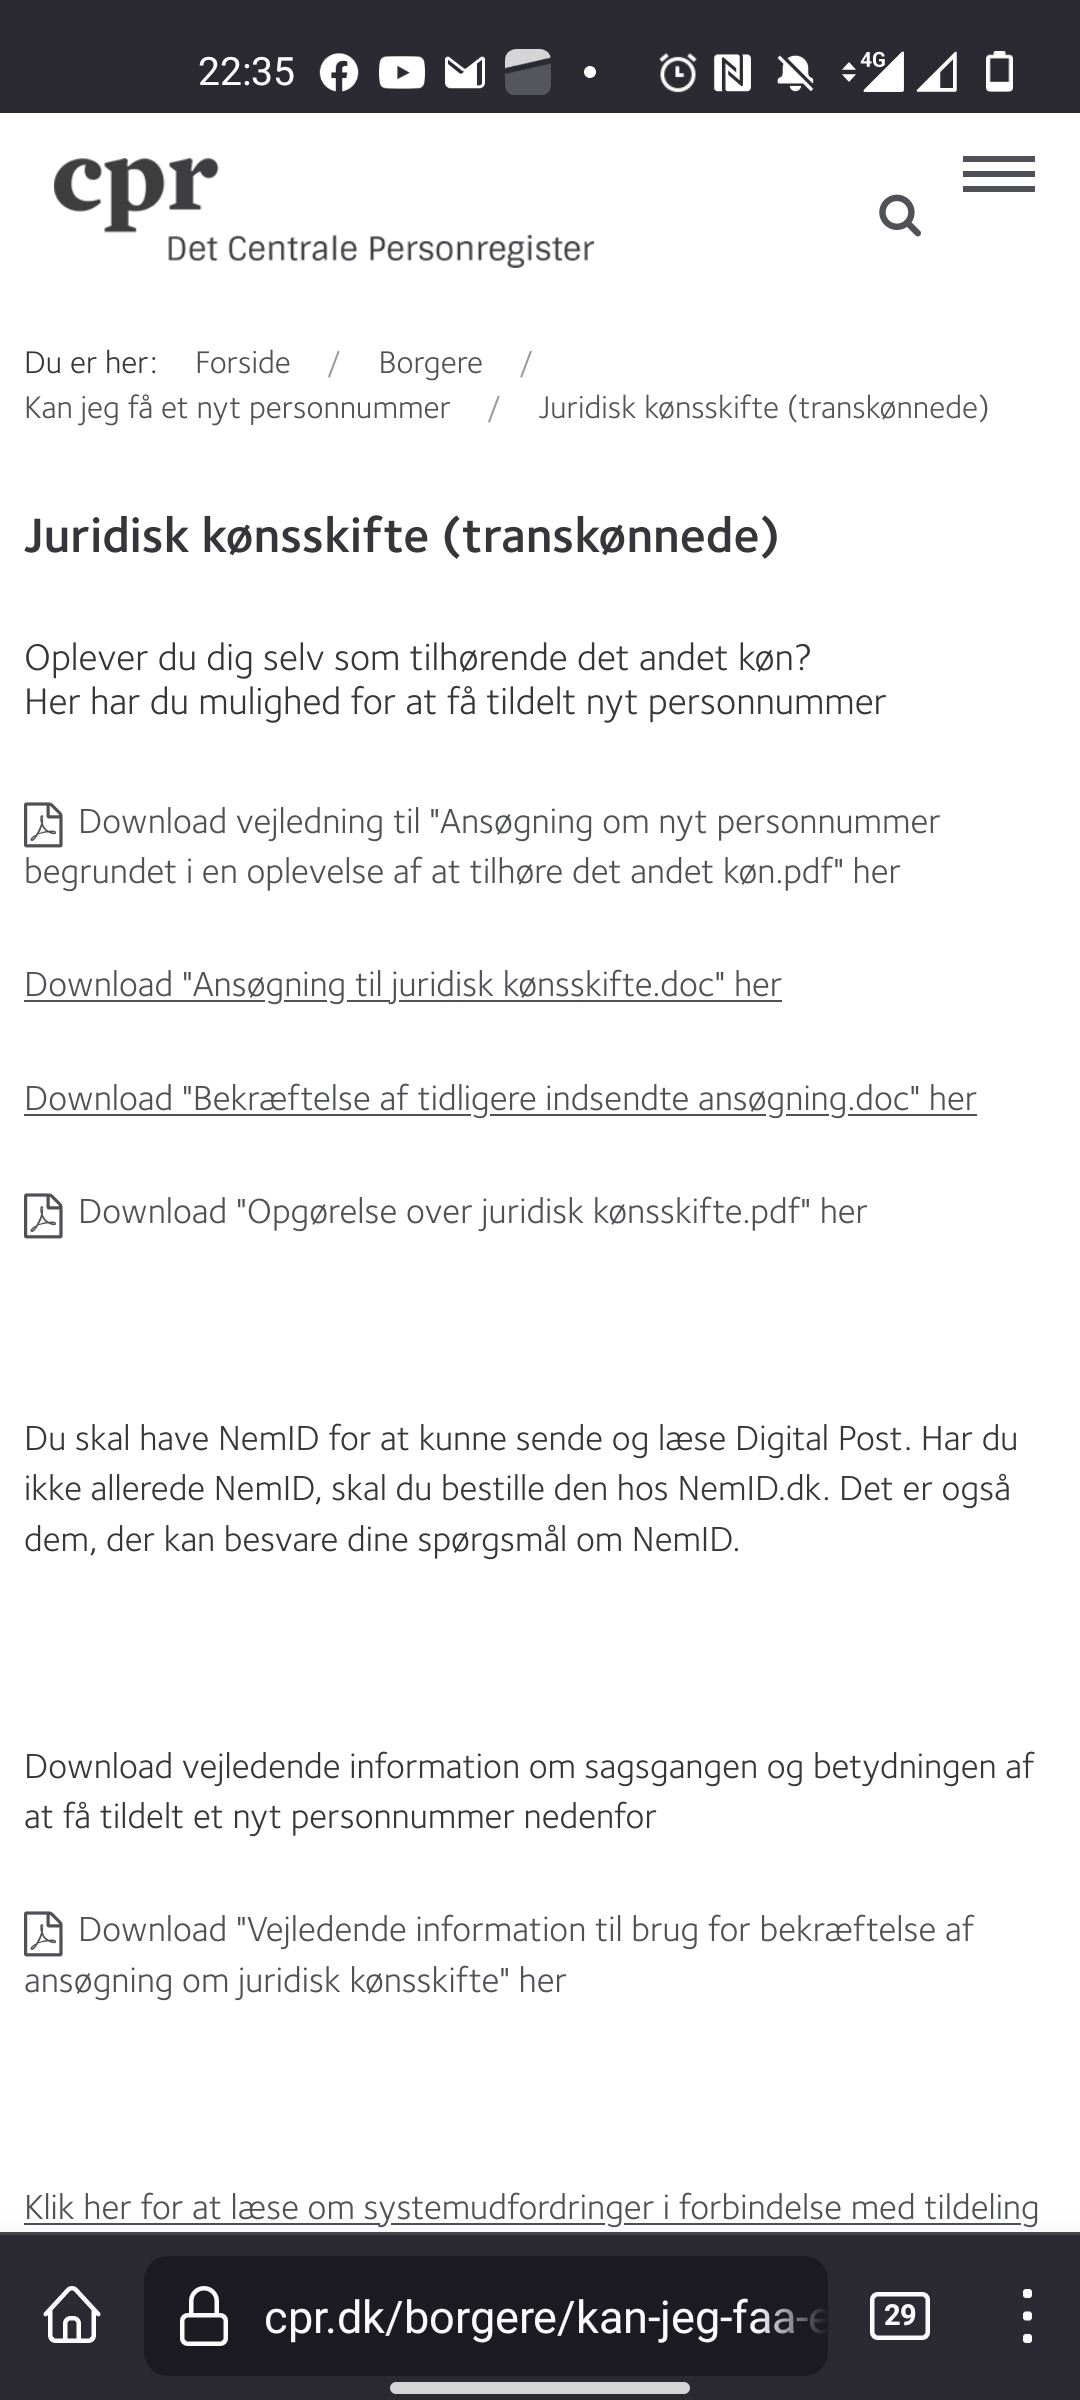 22:35
4G
cpr
Det Centrale Personregister
Du er her: Forside / Borgere /
Kan jeg få et nyt personnummer / Juridisk kønsskifte (transkønnede)
Juridisk kønsskifte (transkønnede)
Oplever du dig selv som tilhørende det andet køn?
Her har du mulighed for at få tildelt nyt personnummer
Download vejledning til "Ansøgning om nyt personnummer
begrundet i en oplevelse af at tilhøre det andet køn.pdf" her
Download "Ansøgning til juridisk kønsskifte.doc" her
Download "Bekræftelse af tidligere indsendte ansøgning.doc" her
Download "Opgørelse over juridisk kønsskifte.pdf" her
Du skal have NemID for at kunne sende og læse Digital Post. Har du
ikke allerede NemID, skal du bestille den hos NemID.dk. Det er også
dem, der kan besvare dine spørgsmål om NemID.
Download vejledende information om sagsgangen og betydningen af
at få tildelt et nyt personnummer nedenfor
Download "Vejledende information til brug for bekræftelse af
ansøgning om juridisk kønsskifte" her
Klik her for at læse om systemudfordringer i forbindelse med tildeling
cpr.dk/borgere/kan-jeg-faa-e
29